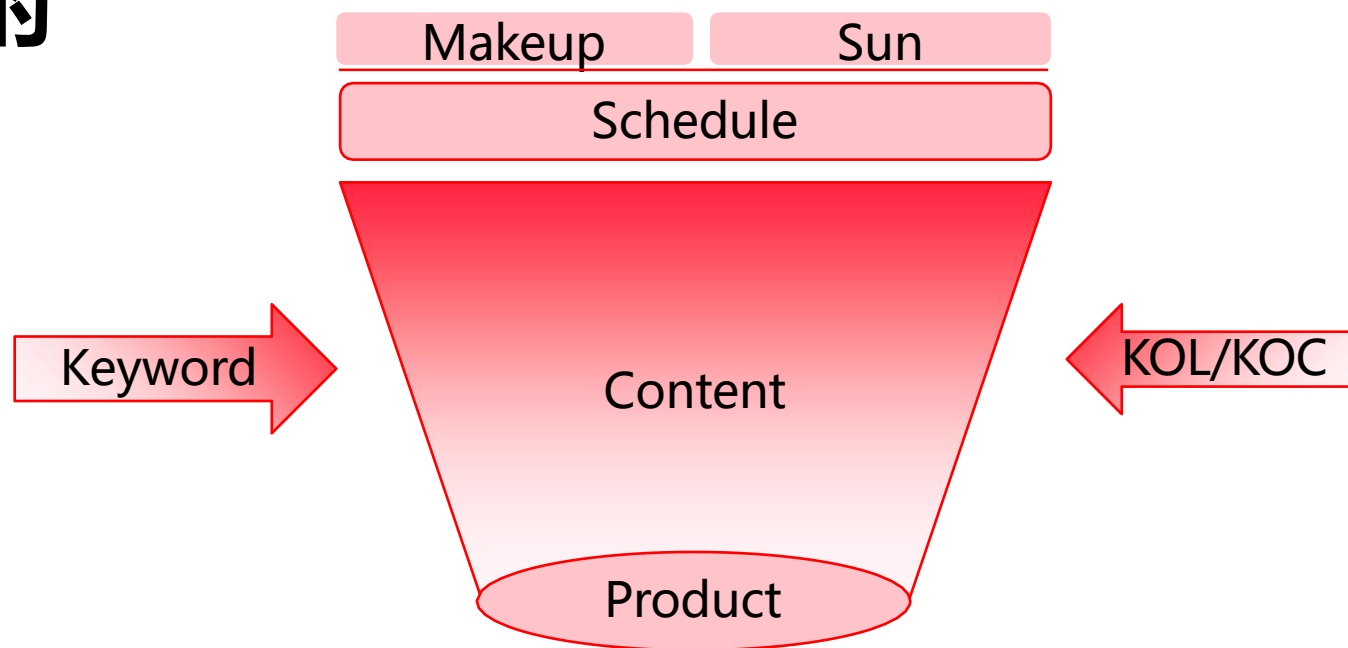 Makeup
Sun
Schedule
Keyword
KOL/KOC
Content
Product